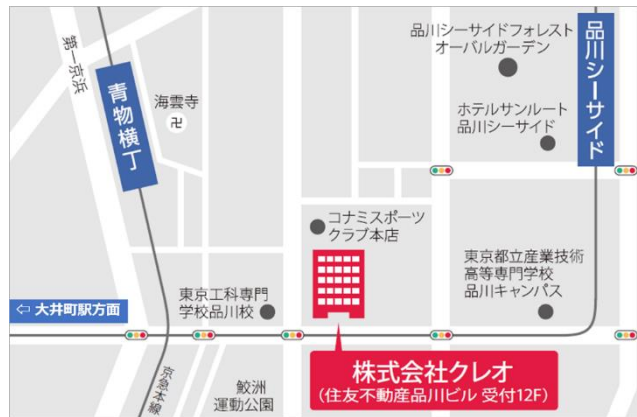 第一京浜
青物横丁
海雲寺
卍
品川シーサイドフォレスト
オーバルガーデン
ホテルサンルート
品川シーサイド
品川シーサイド
コナミスポーツ
クラブ本店
東京都立産業技術
高等専門学校
品川キャンパス
東京工科専門
学校品川校
⇦ 大井町駅方面
京急本線
鮫洲
運動公園
株式会社クレオ
(住友不動産品川ビル 受付12F)